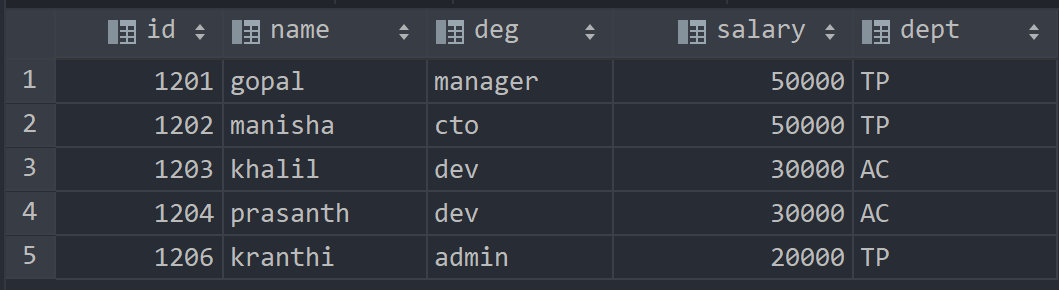 id name deg salary dept
1 1201 gopal manager 50000 TP
2 1202 manisha cto 50000 TP
3 1203 khalil dev 30000 AC
4 1204 prasanth dev 30000 AC
5 1206 kranthi admin 20000 TP